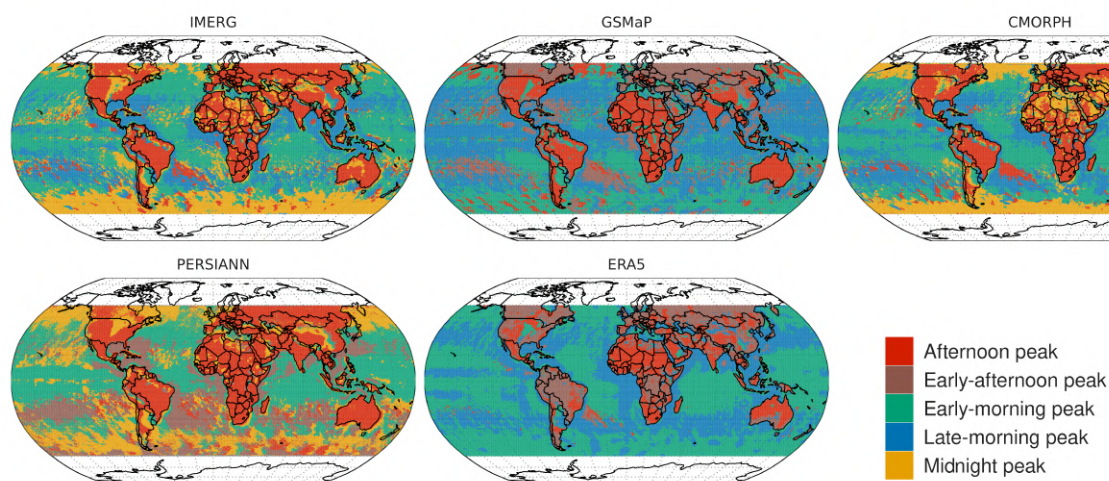 IMERG
GSMaP
CMORPH
PERSIANN
ERA5
Afternoon peak
Early-afternoon peak
Early-morning peak
Late-morning peak
Midnight peak